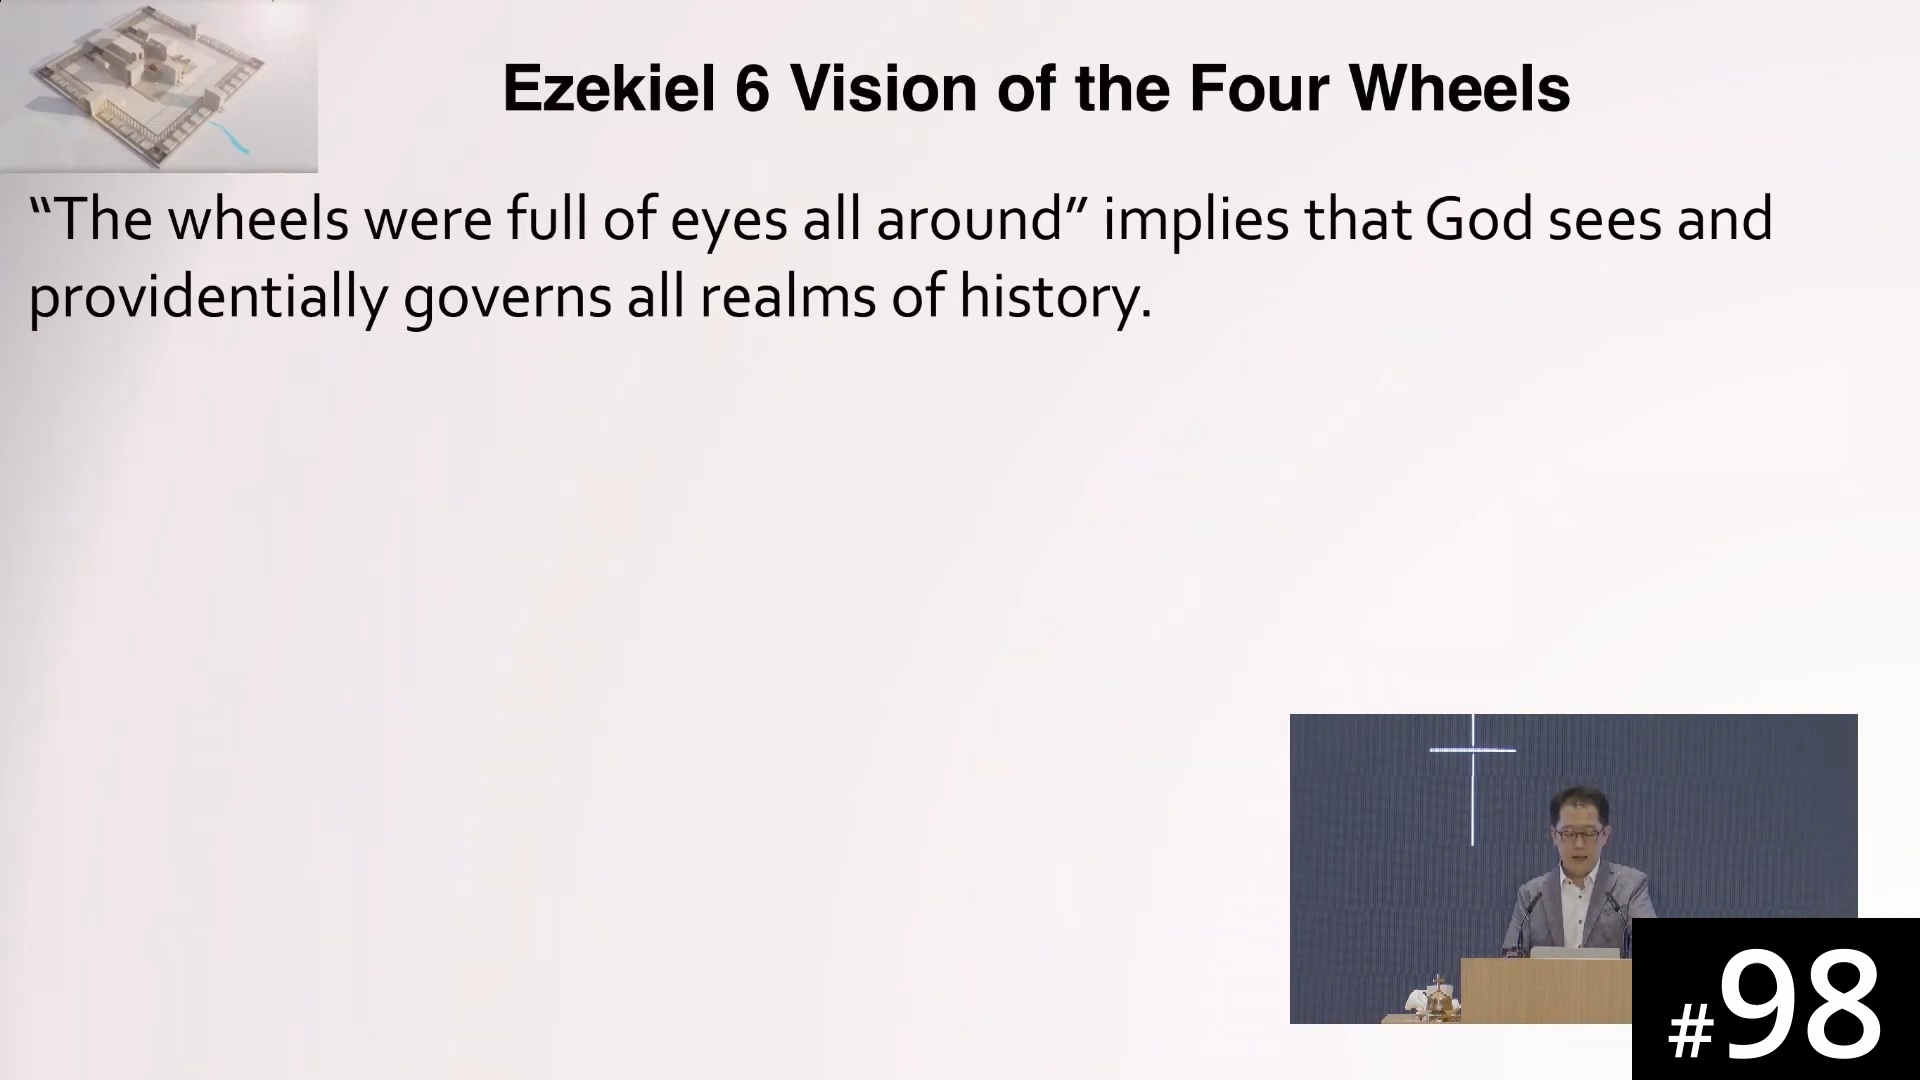 Ezekiel 6 Vision of the Four Wheels
“The wheels were full of eyes all around” implies that God sees and
providentially governs all realms of history.
#98